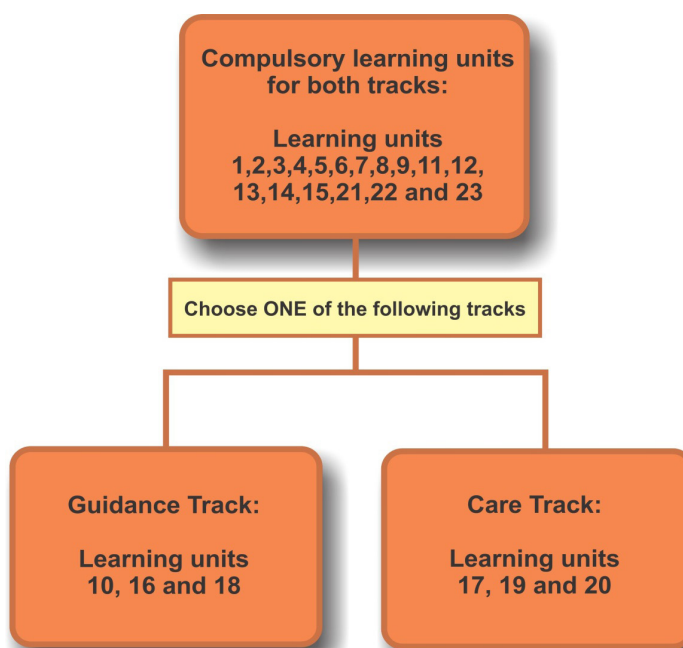 Compulsory learning units
for both tracks:
Learning units
1,2,3,4,5,6,7,8,9,11,12,
13,14,15,21,22 and 23
Choose ONE of the following tracks
Guidance Track:
Learning units
10, 16 and 18
Care Track:
Learning units
17, 19 and 20